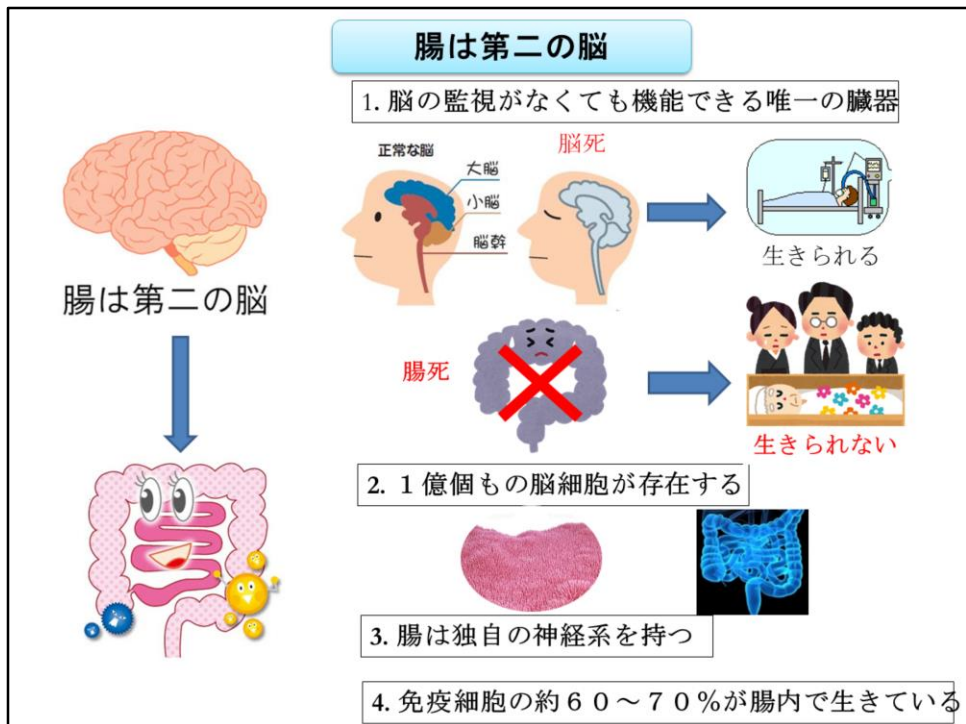 腸は第二の脳
1. 脳の監視がなくても機能できる唯一の臓器
正常な脳
脳死
大脳
小脳
脳幹
生きられる
腸は第二の脳
腸死
生きられない
2. １億個もの脳細胞が存在する
3. 腸は独自の神経系を持つ
4. 免疫細胞の約６０～７０％が腸内で生きている